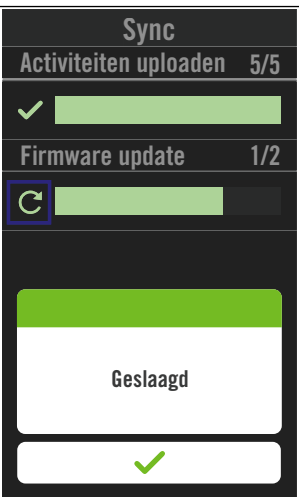 Sync
Activiteiten uploaden 5/5
Firmware update 1/2
Geslaagd